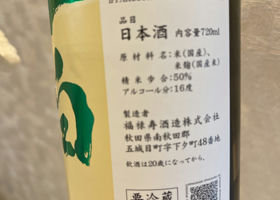 品目
日本酒 内容量720ml
原材料名:米(国産)、
米麹(国産米)
精米歩合:50%
アルコール分:16度
製造者
福禄寿酒造株式会社
秋田県南秋田郡
五城目町字下夕町48番地
飲酒は20歳になってから。
要冷蔵